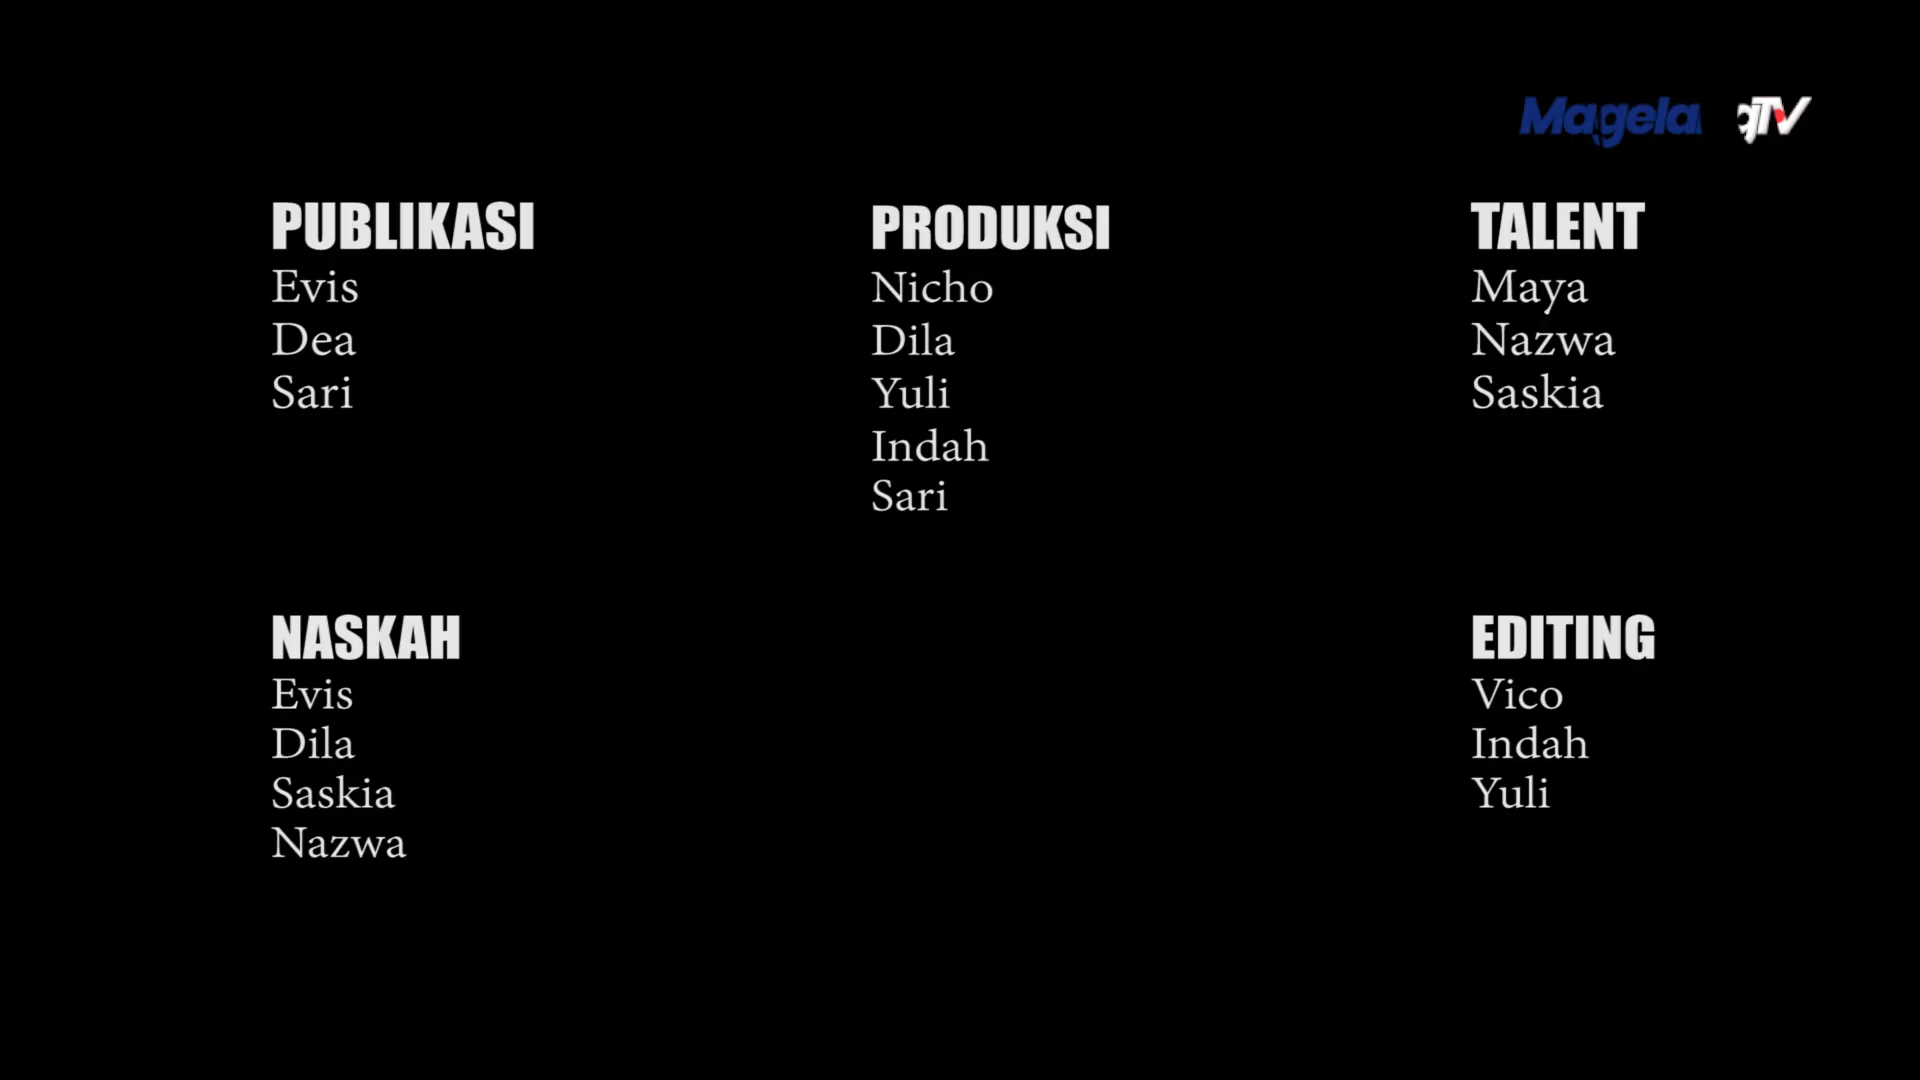 Magela
gTV
PUBLIKASI
Evis
Dea
Sari
PRODUKSI
Nicho
Dila
Yuli
Indah
Sari
TALENT
Maya
Nazwa
Saskia
NASKAH
Evis
Dila
Saskia
Nazwa
EDITING
Vico
Indah
Yuli